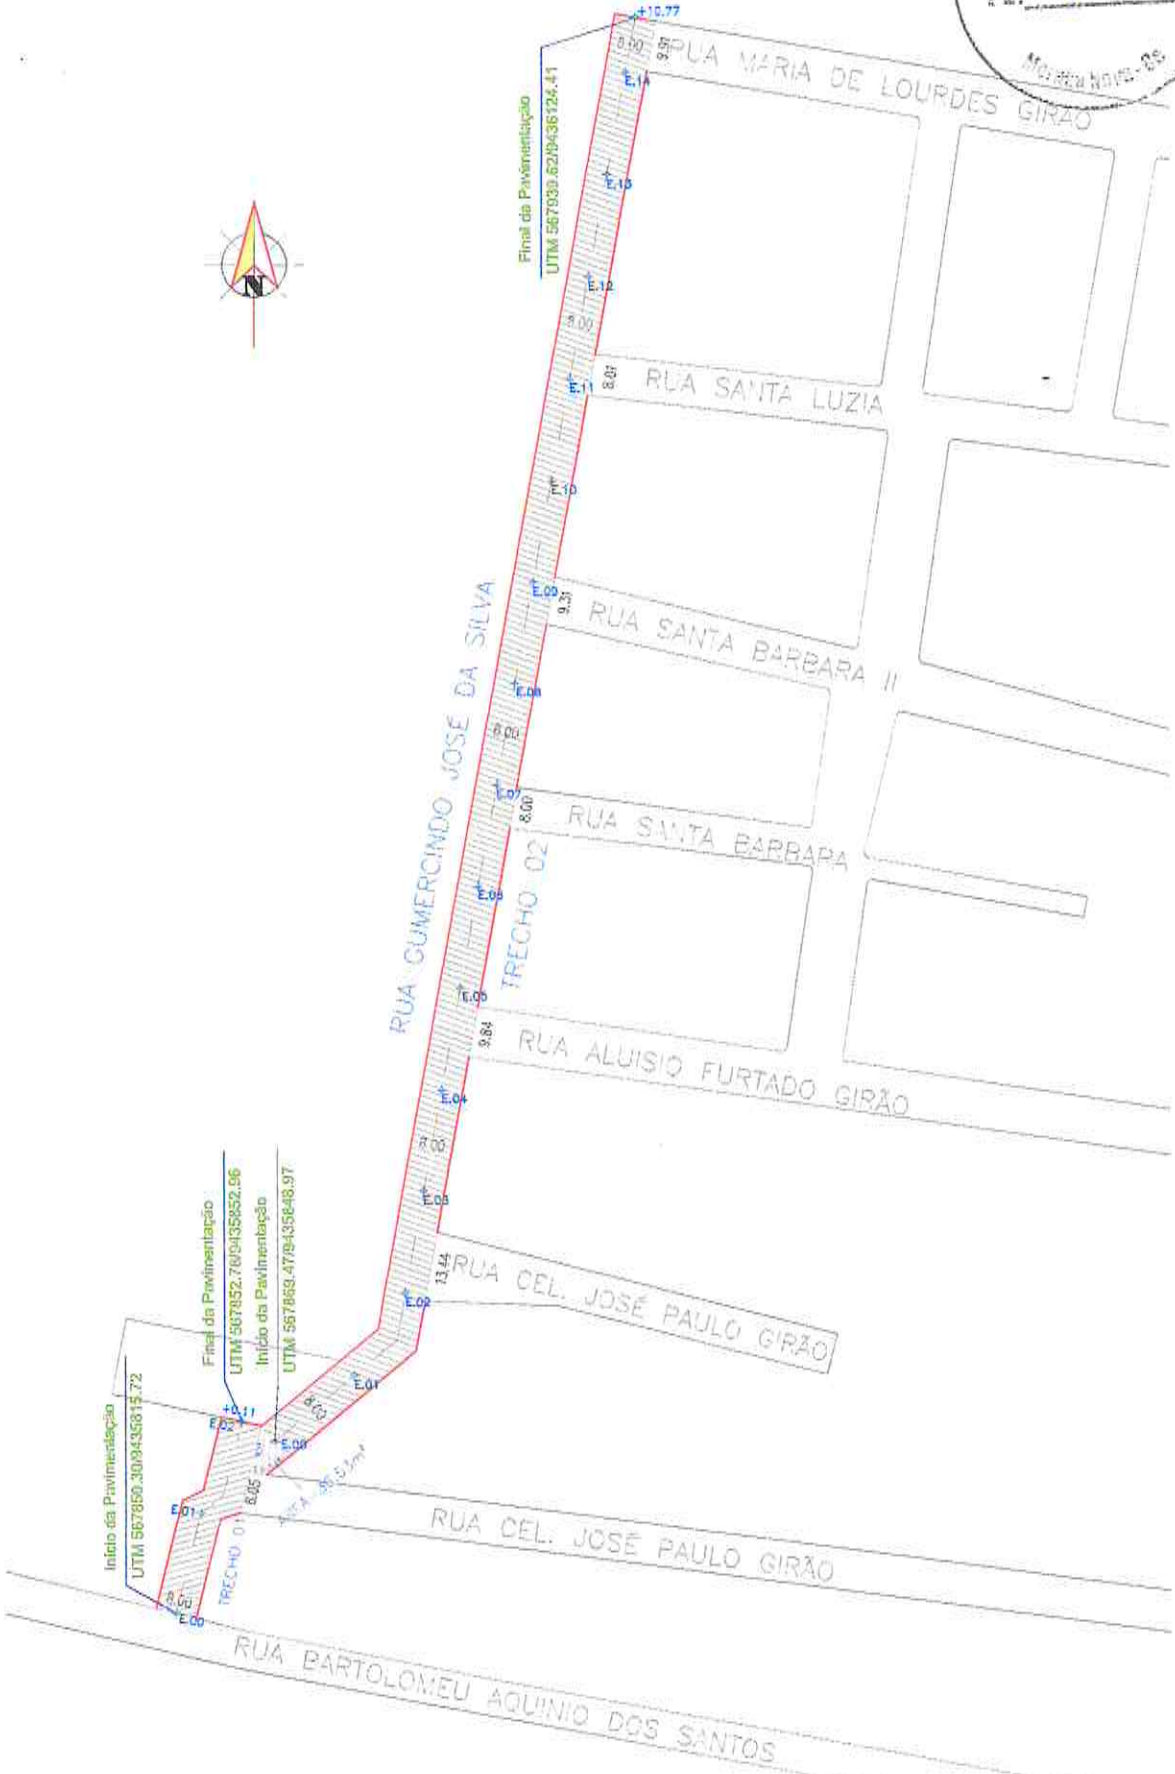 +10.77
8.00
9.91
RUA MARIA DE LOURDES GIRÃO
Morada Nova-Ce
E.14
Final da Pavimentação
UTM 567939.62/9436124.41
E.13
N
E.12
8.00
E.11
8.07
RUA SANTA LUZIA
E.10
E.09
9.31
RUA SANTA BARBARA II
E.08
8.00
RUA GUMERCINDO JOSÉ DA SILVA
E.07
8.00
RUA SANTA BARBARA
E.06
TRECHO 02
E.05
9.84
RUA ALUISIO FURTADO GIRÃO
E.04
8.00
E.03
13.44
RUA CEL. JOSÉ PAULO GIRÃO
E.02
Final da Pavimentação
UTM 567852.78/9435852.96
Início da Pavimentação
UTM 567869.47/9435848.97
E.01
8.00
+0.11
E.02
E.00
Início da Pavimentação
UTM 567850.30/9435815.72
E.01
TRECHO 01
RUA CEL. JOSÉ PAULO GIRÃO
8.00
E.00
RUA BARTOLOMEU AQUINIO DOS SANTOS